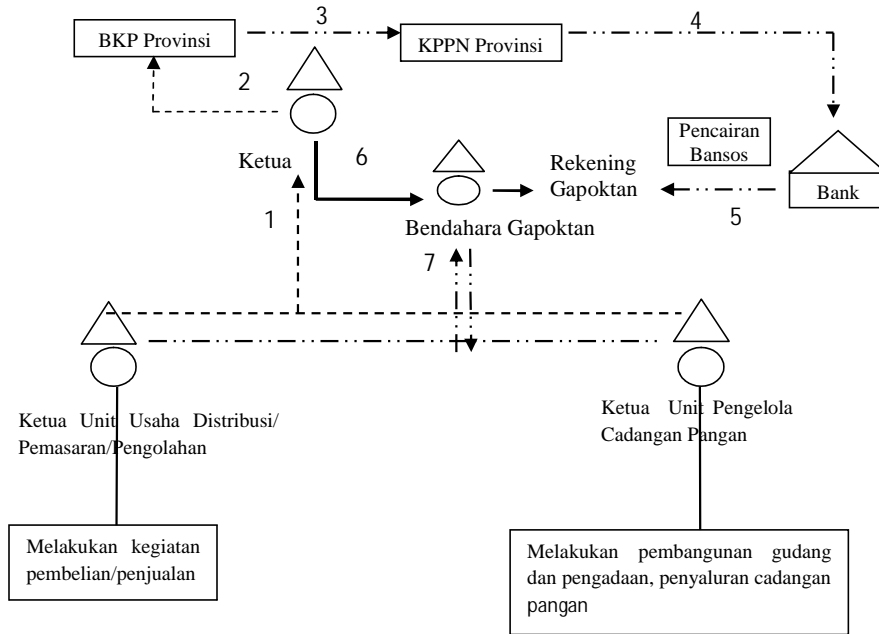 3
4
BKP Provinsi
KPPN Provinsi
2
Pencairan
Bansos
Ketua
6
Rekening
Gapoktan
Bank
1
5
Bendahara Gapoktan
7
Ketua Unit Usaha Distribusi/
Pemasaran/Pengolahan
Ketua Unit Pengelola
Cadangan Pangan
Melakukan kegiatan
pembelian/penjualan
Melakukan pembangunan gudang
dan pengadaan, penyaluran cadangan
pangan